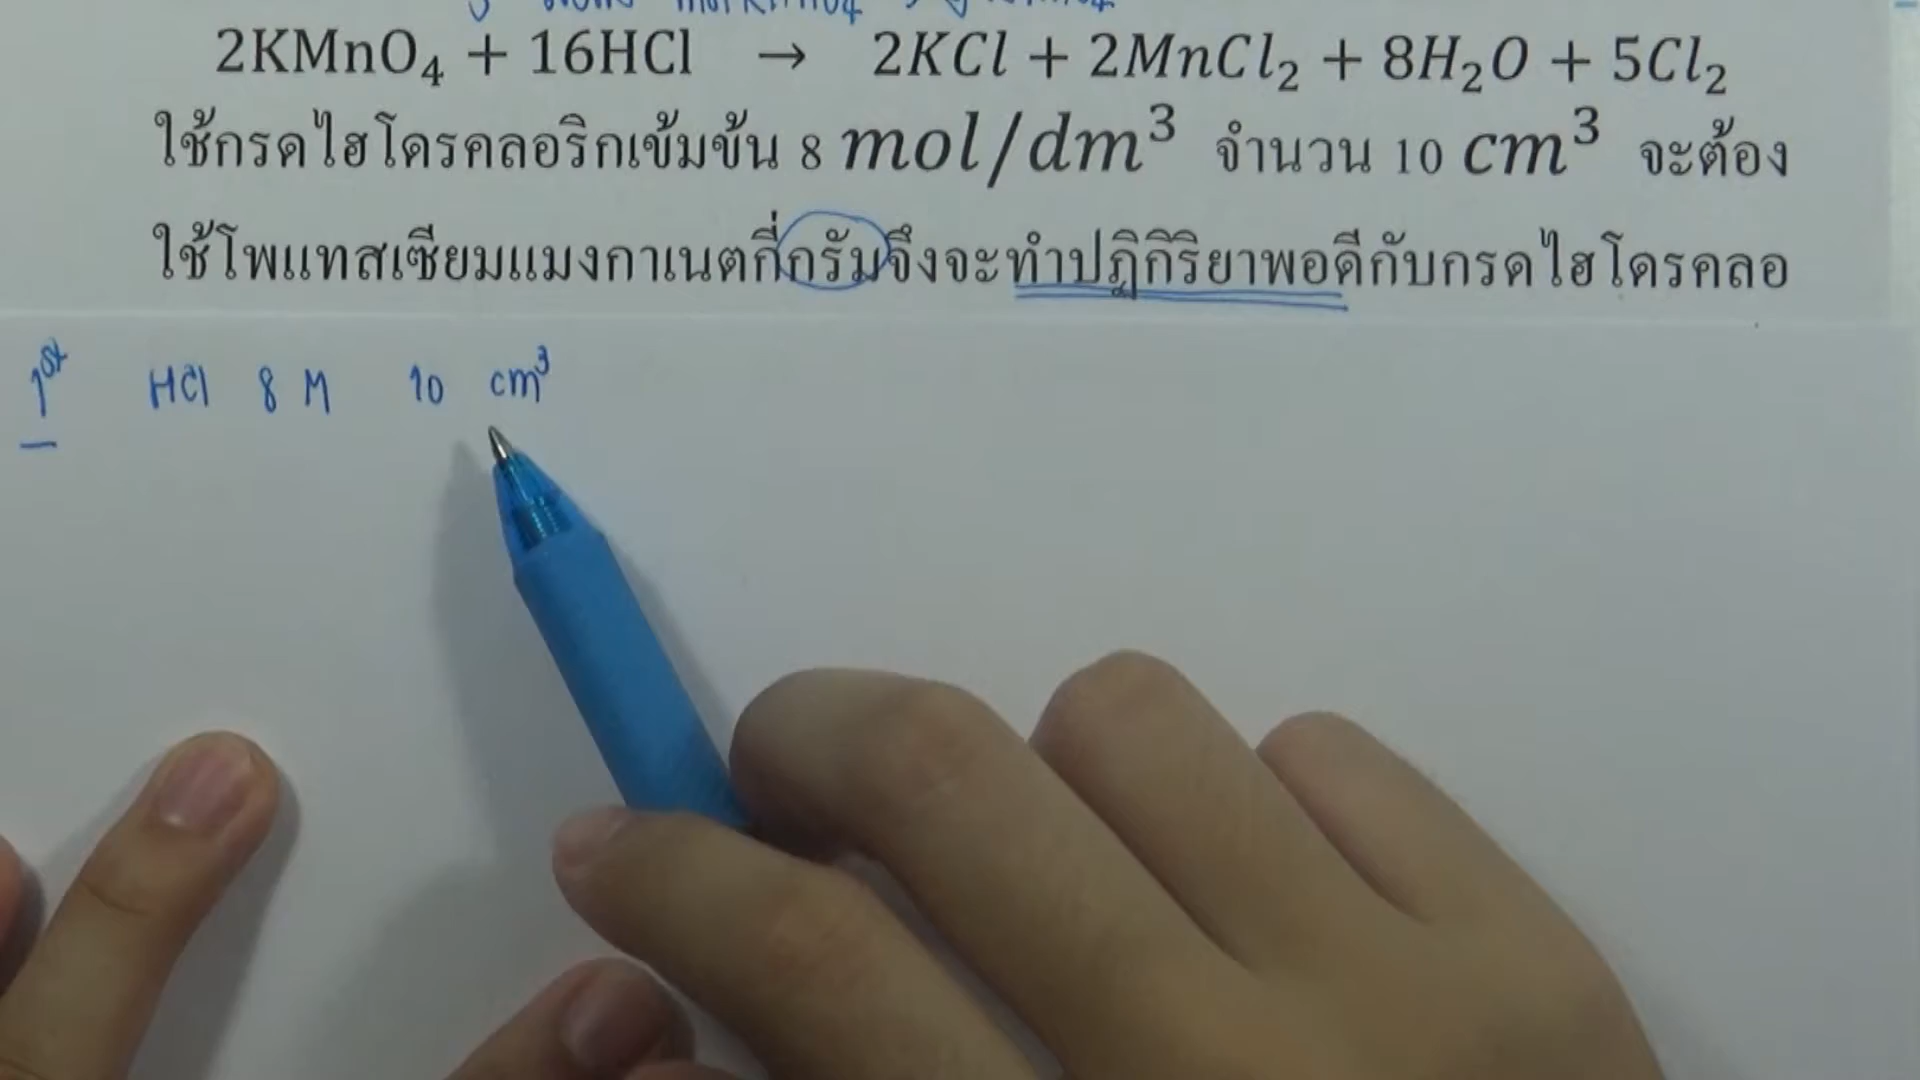 2KMnO₄ + 16HCl → 2KCl + 2MnCl₂ + 8H₂O + 5Cl₂
ใช้กรดไฮโดรคลอริกเข้มข้น 8 mol/dm³ จำนวน 10 cm³ จะต้อง
ใช้โพแทสเซียมแมงกาเนตกี่กรัมจึงจะทำปฏิกิริยาพอดีกับกรดไฮโดรคลอ
1st HCl 8 M 10 cm³